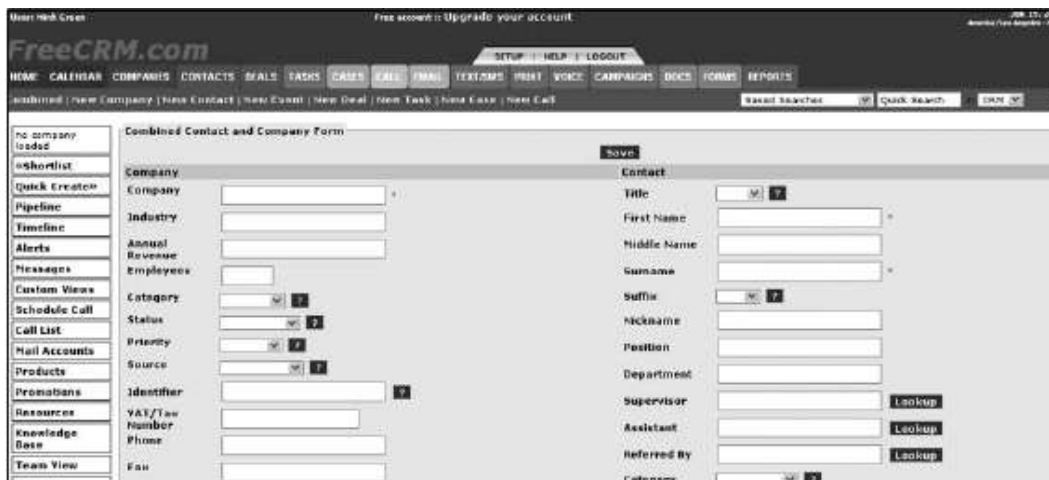 User: Mark Green
Free account :: Upgrade your account
FreeCRM.com
SETUP | HELP | LOGOUT
HOME CALENDAR COMPANIES CONTACTS DEALS TASKS CASES CALL EMAIL TEXT/SMS PRINT VOICE CAMPAIGNS DOCS FORMS REPORTS
ombined | New Company | New Contact | New Event | New Deal | New Task | New Case | New Call
Saved Searches Quick Search CRM
no company
loaded
«Shortlist
Quick Create»
Pipeline
Timeline
Alerts
Messages
Custom Views
Schedule Call
Call List
Mail Accounts
Products
Promotions
Resources
Knowledge
Base
Team View
Combined Contact and Company Form
Save
Company
Company *
Industry
Annual
Revenue
Employees
Category ?
Status ?
Priority ?
Source ?
Identifier ?
VAT/Tax
Number
Phone
Fax
Contact
Title ?
First Name *
Middle Name
Surname *
Suffix ?
Nickname
Position
Department
Supervisor Lookup
Assistant Lookup
Referred By Lookup
Category ?